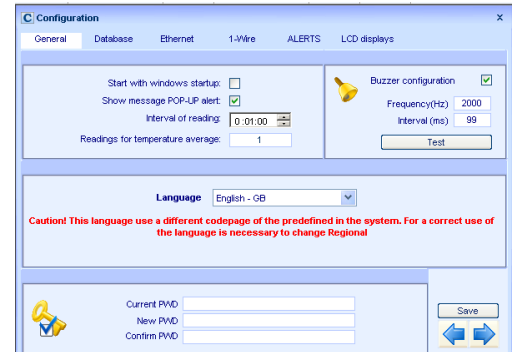 C Configuration x
General Database Ethernet 1-Wire ALERTS LCD displays
Start with windows startup:
Show message POP-UP alert:
Interval of reading: 0:01:00
Readings for temperature average: 1
Buzzer configuration
Frequency(Hz) 2000
Interval (ms) 99
Test
Language English - GB
Caution! This language use a different codepage of the predefined in the system. For a correct use of
the language is necessary to change Regional
Current PWD
New PWD
Confirm PWD
Save